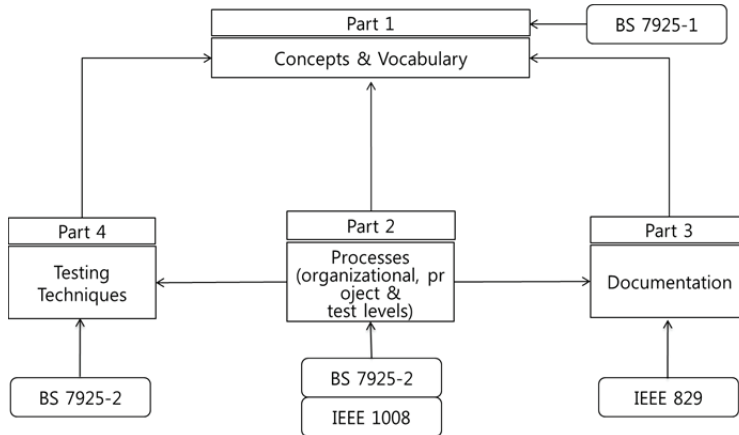 Part 1
BS 7925-1
Concepts & Vocabulary
Part 4
Part 2
Part 3
Testing
Techniques
Processes
(organizational, pr
oject &
test levels)
Documentation
BS 7925-2
BS 7925-2
IEEE 1008
IEEE 829